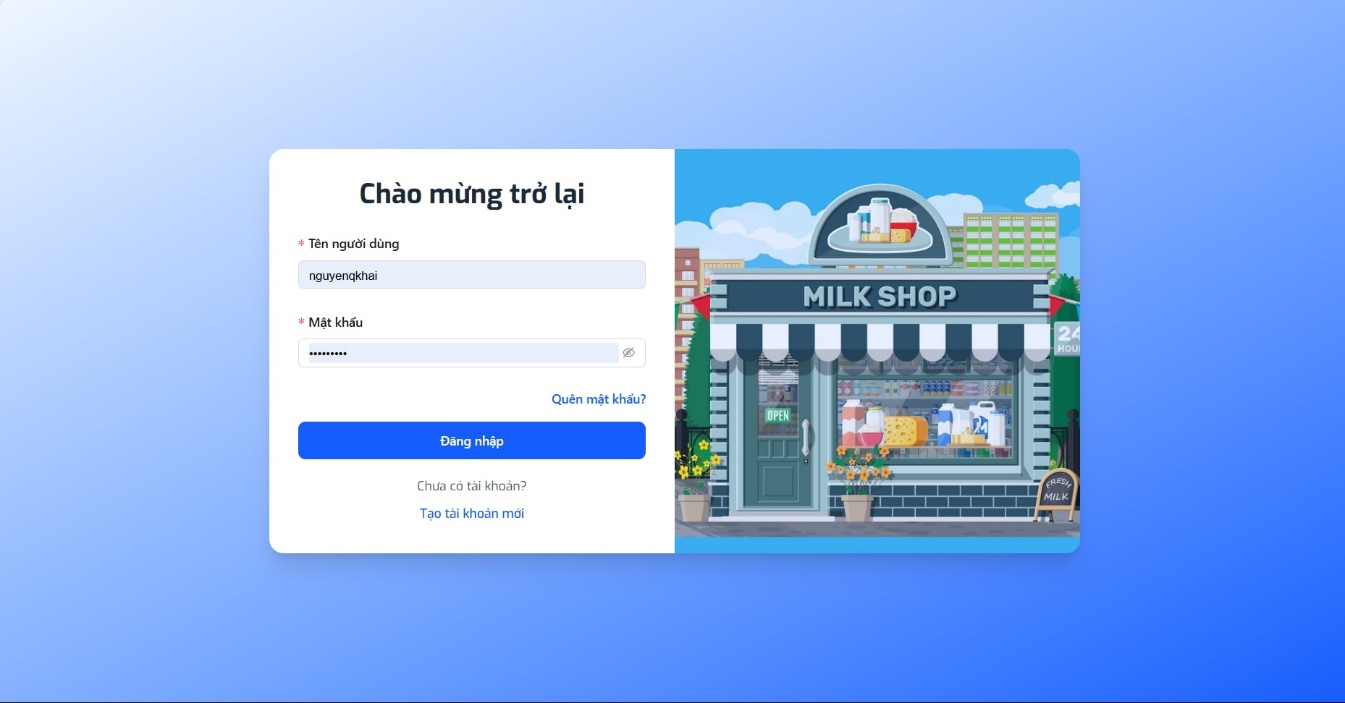 Chào mừng trở lại
* Tên người dùng
nguyenqkhai
* Mật khẩu
•••••••••
Quên mật khẩu?
Đăng nhập
Chưa có tài khoản?
Tạo tài khoản mới
MILK SHOP
24
HOU
OPEN
M
FRESH
MILK